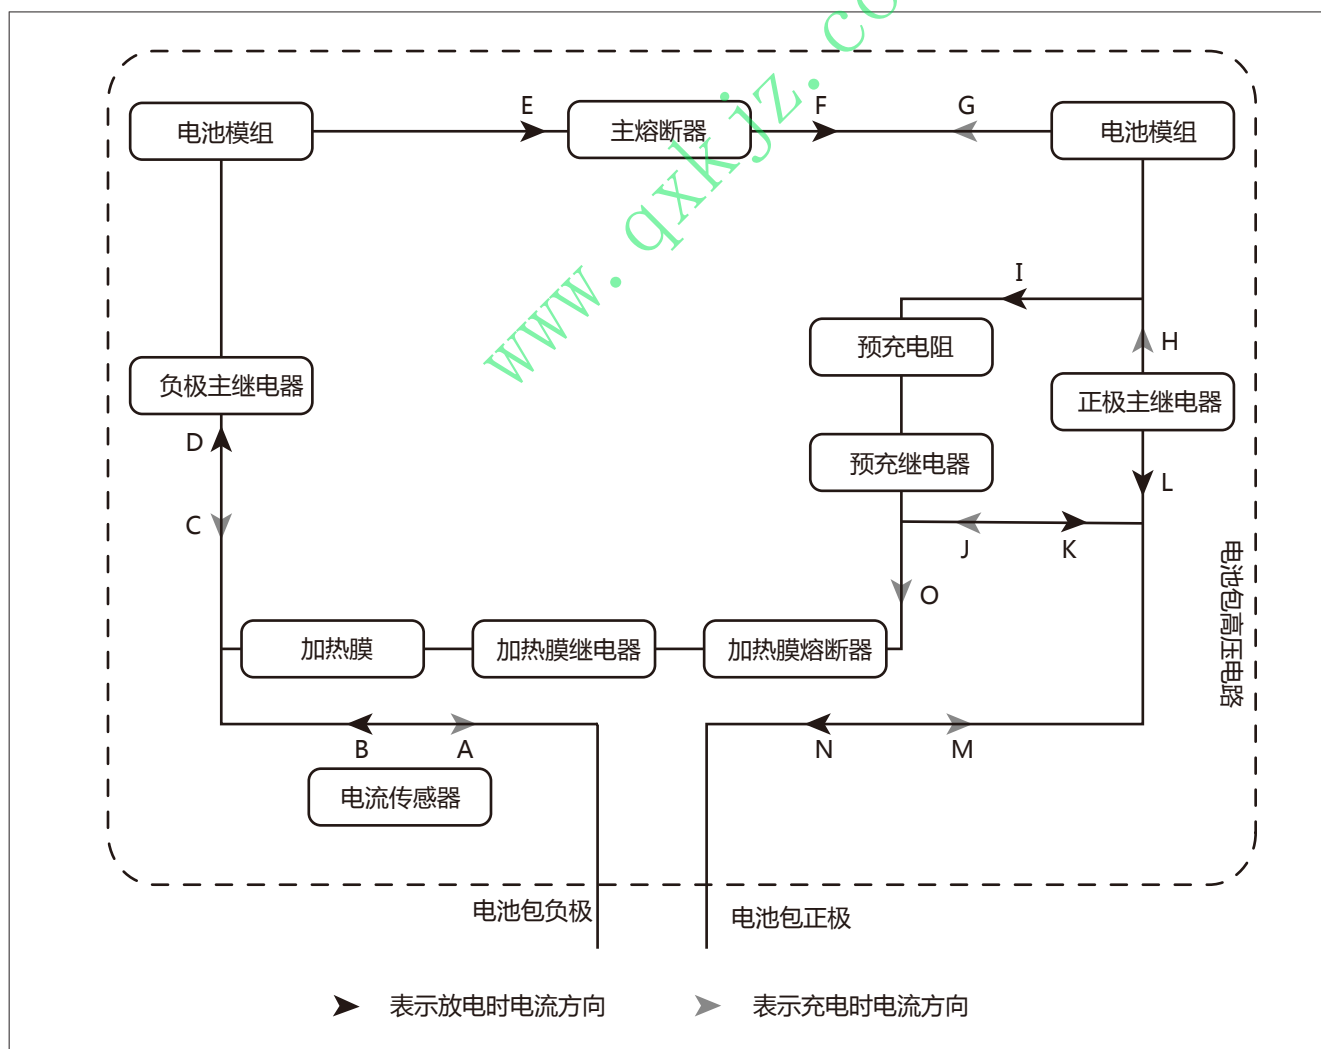 E
F
G
电池模组
主熔断器
电池模组
www.qxkjz.co
I
预充电阻
H
负极主继电器
正极主继电器
D
预充继电器
L
C
J
K
O
电池包高压电路
加热膜
加热膜继电器
加热膜熔断器
B
A
N
M
电流传感器
电池包负极
电池包正极
表示放电时电流方向
表示充电时电流方向